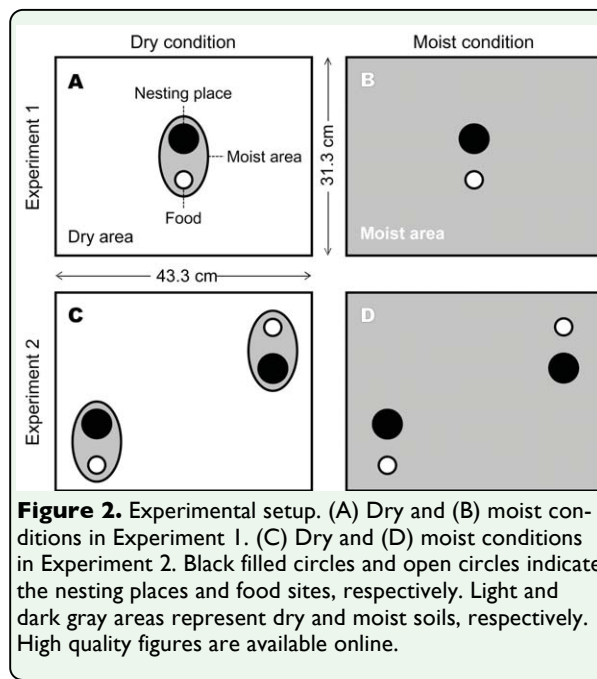 Dry condition
Moist condition
Experiment 1
A
Nesting place
Moist area
Food
Dry area
31.3 cm
B
Moist area
43.3 cm
Experiment 2
C
D
Figure 2. Experimental setup. (A) Dry and (B) moist con-
ditions in Experiment 1. (C) Dry and (D) moist conditions
in Experiment 2. Black filled circles and open circles indicate
the nesting places and food sites, respectively. Light and
dark gray areas represent dry and moist soils, respectively.
High quality figures are available online.